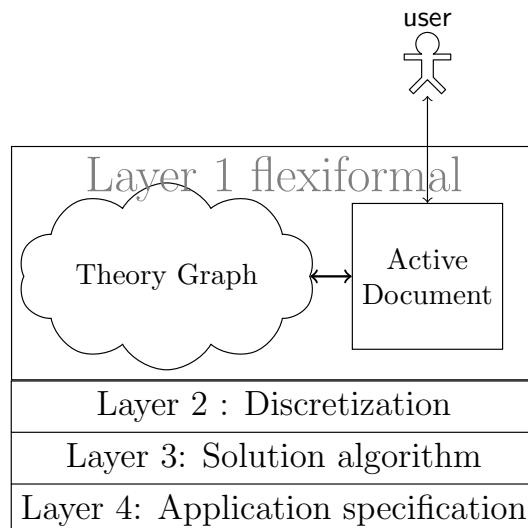 user
Layer 1 flexiformal
Theory Graph
Active
Document
Layer 2 : Discretization
Layer 3: Solution algorithm
Layer 4: Application specification